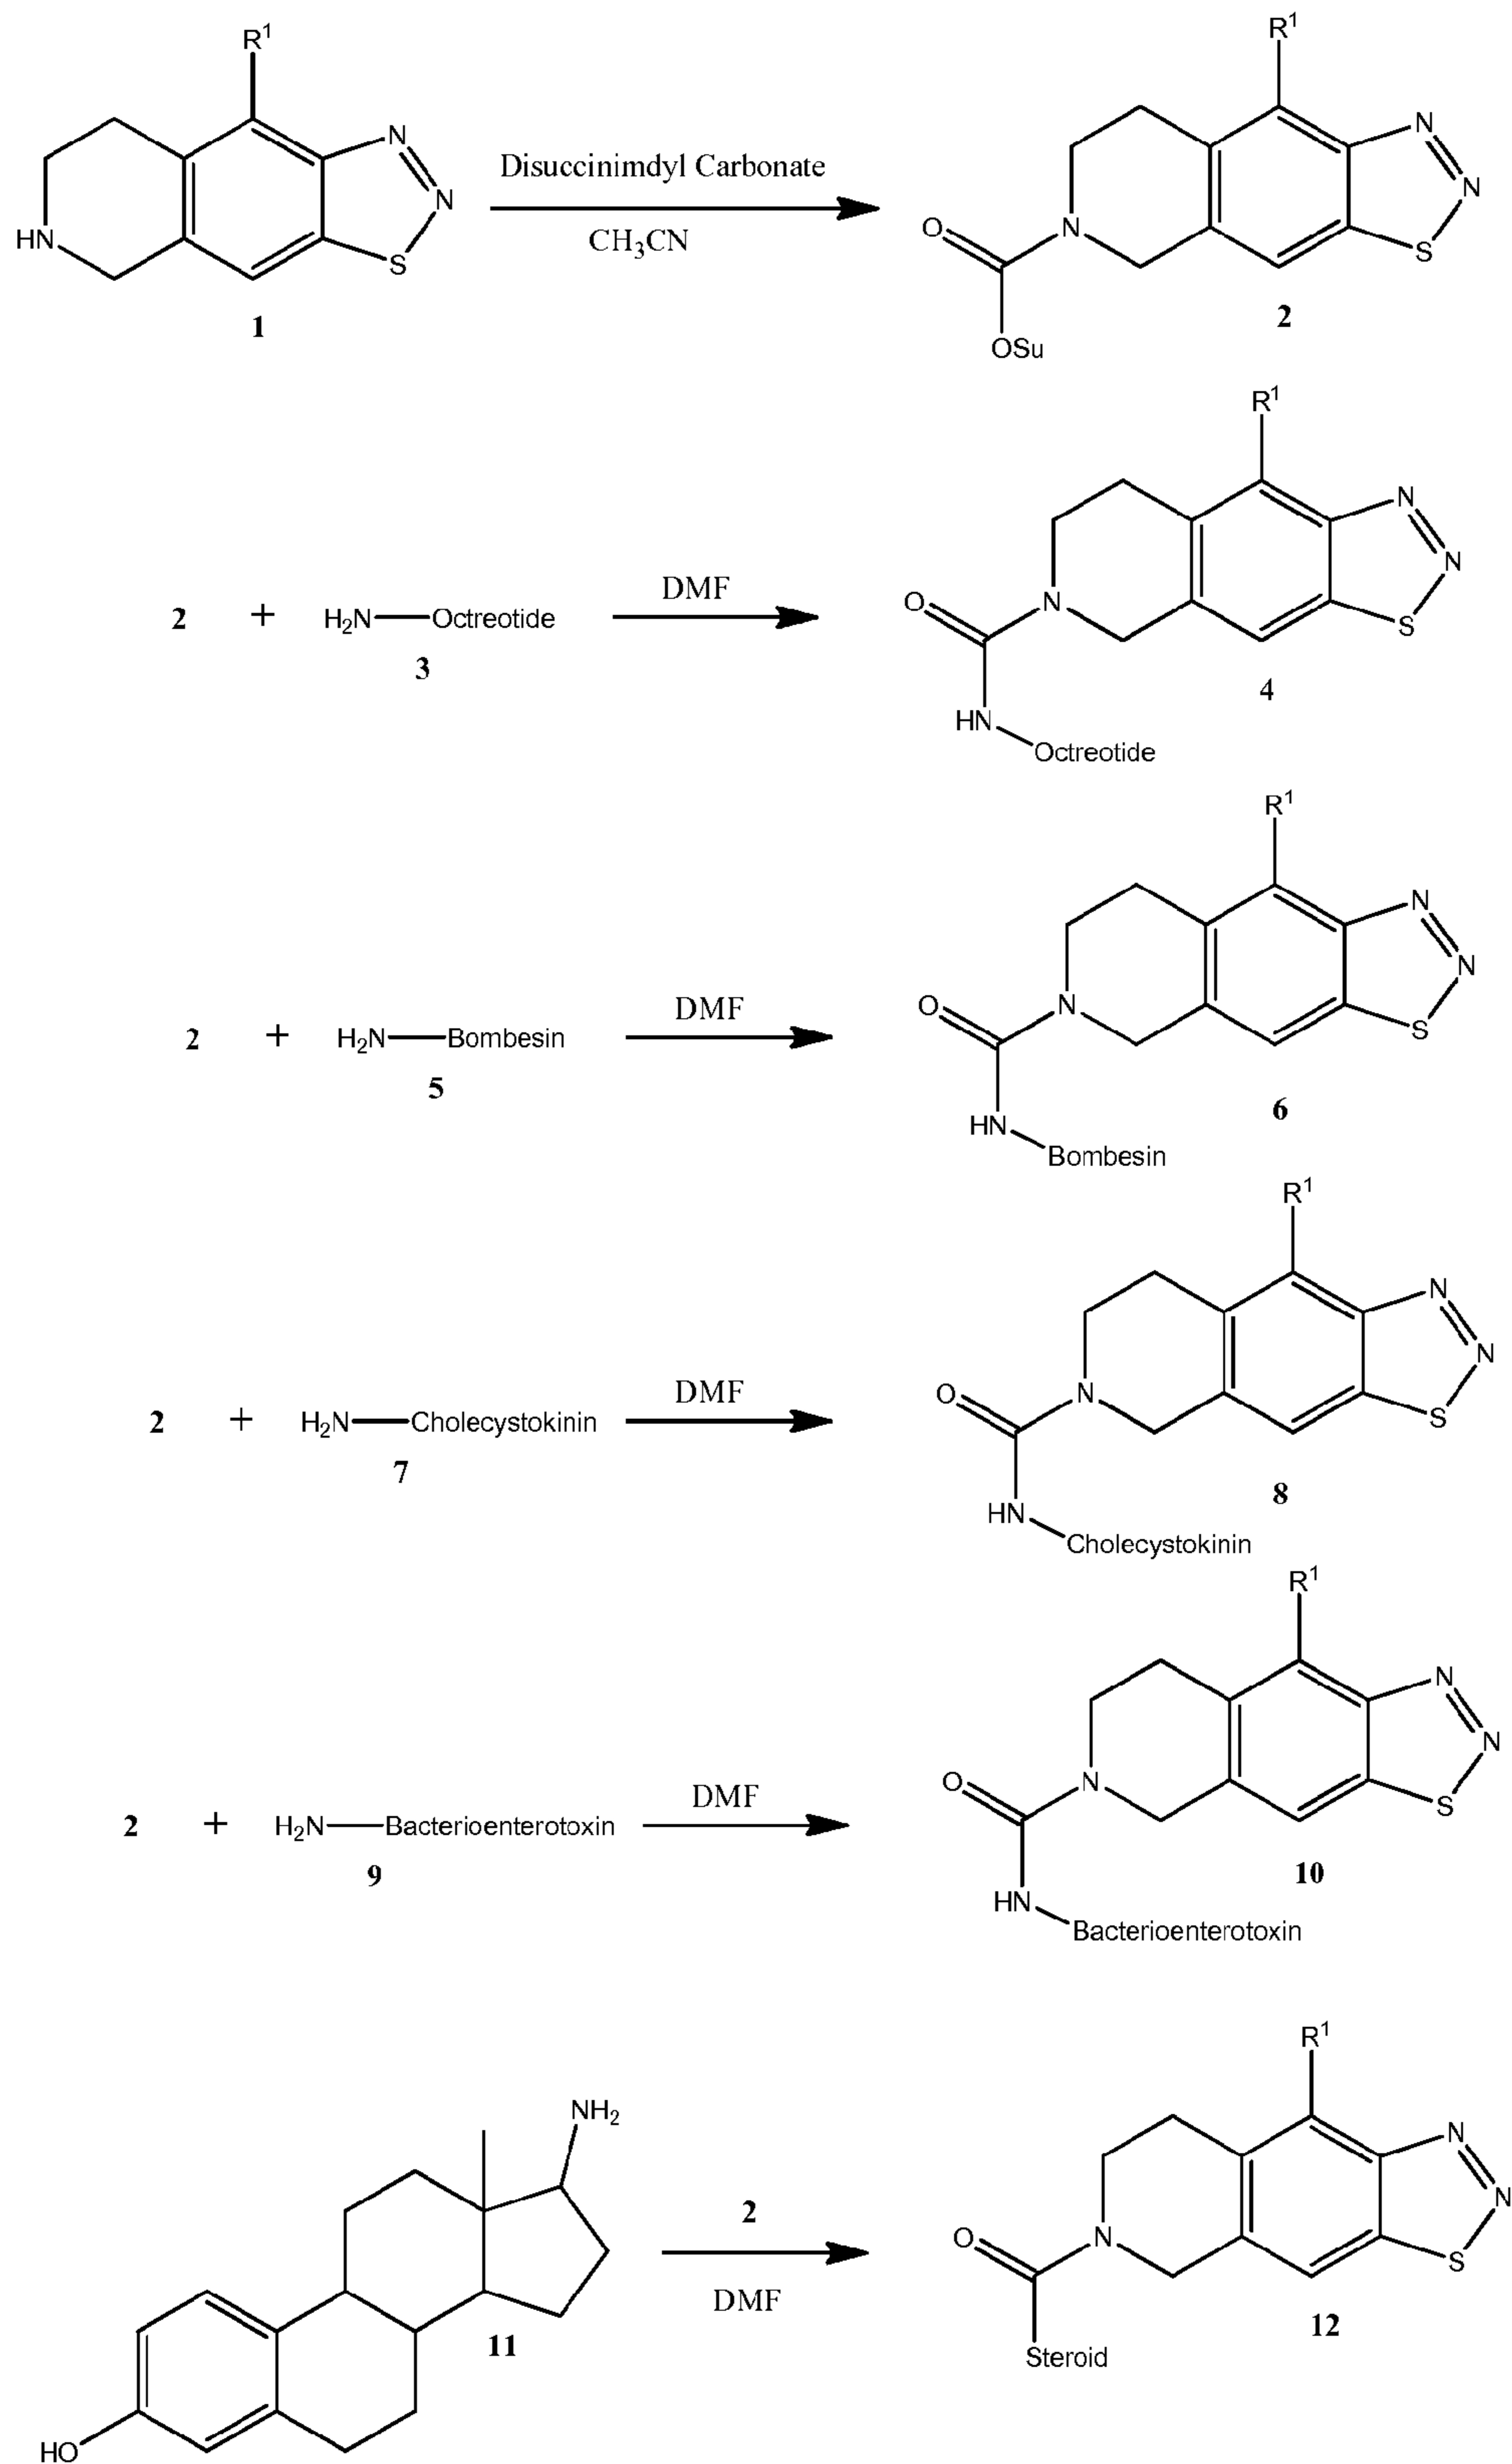 R¹
N
N
S
HN
1
Disuccinimdyl Carbonate
CH₃CN
R¹
N
N
S
N
O
OSu
2
2 + H₂N—Octreotide
3
DMF
R¹
N
N
S
N
O
HN
Octreotide
4
2 + H₂N—Bombesin
5
DMF
R¹
N
N
S
N
O
HN
Bombesin
6
2 + H₂N—Cholecystokinin
7
DMF
R¹
N
N
S
N
O
HN
Cholecystokinin
8
2 + H₂N—Bacterioenterotoxin
9
DMF
R¹
N
N
S
N
O
HN
Bacterioenterotoxin
10
NH₂
HO
11
2
DMF
R¹
N
N
S
N
O
Steroid
12